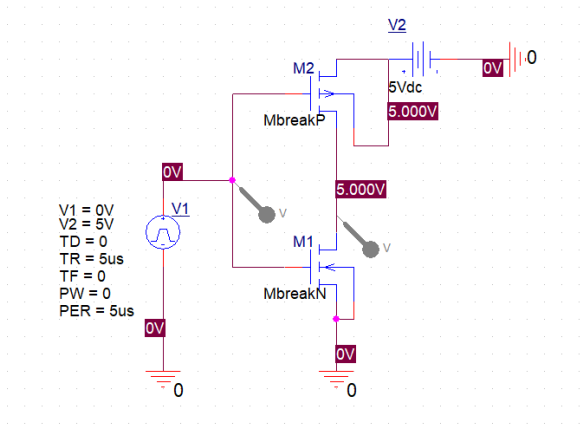 V2
0V
0
5Vdc
M2
5.000V
MbreakP
0V
5.000V
V
V1
V1 = 0V
V2 = 5V
TD = 0
TR = 5us
TF = 0
PW = 0
PER = 5us
M1
V
MbreakN
0V
0V
0
0